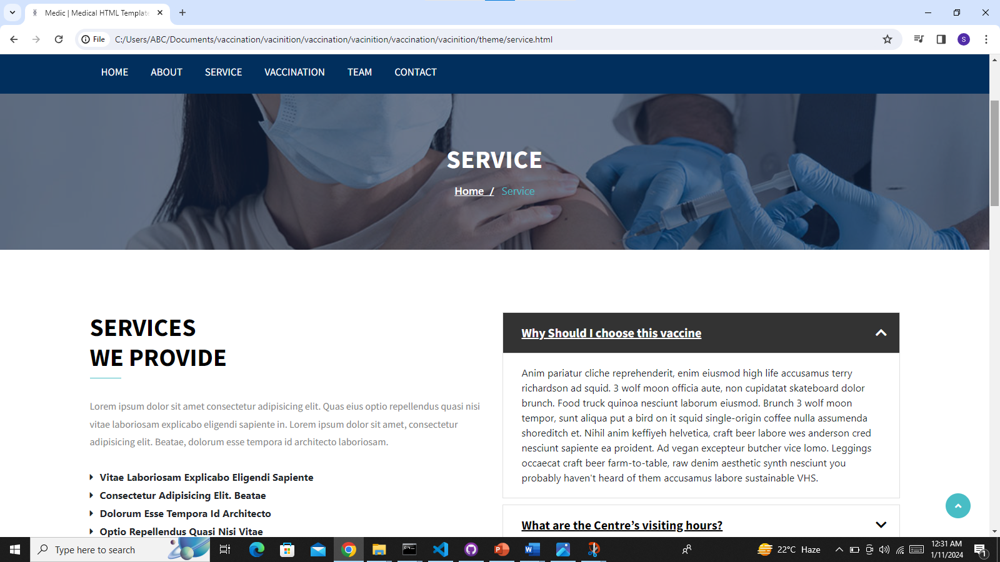 Medic | Medical HTML Template
File
C:/Users/ABC/Documents/vaccination/vacinition/vaccination/vacinition/vaccination/vacinition/theme/service.html
S
HOME ABOUT SERVICE VACCINATION TEAM CONTACT
SERVICE
Home / Service
SERVICES
WE PROVIDE
Lorem ipsum dolor sit amet consectetur adipisicing elit. Quas eius optio repellendus quasi nisi
vitae laboriosam explicabo eligendi sapiente in. Lorem ipsum dolor sit amet, consectetur
adipisicing elit. Beatae, dolorum esse tempora id architecto laboriosam.
Vitae Laboriosam Explicabo Eligendi Sapiente
Consectetur Adipisicing Elit. Beatae
Dolorum Esse Tempora Id Architecto
Optio Repellendus Quasi Nisi Vitae
Why Should I choose this vaccine
Anim pariatur cliche reprehenderit, enim eiusmod high life accusamus terry
richardson ad squid. 3 wolf moon officia aute, non cupidatat skateboard dolor
brunch. Food truck quinoa nesciunt laborum eiusmod. Brunch 3 wolf moon
tempor, sunt aliqua put a bird on it squid single-origin coffee nulla assumenda
shoreditch et. Nihil anim keffiyeh helvetica, craft beer labore wes anderson cred
nesciunt sapiente ea proident. Ad vegan excepteur butcher vice lomo. Leggings
occaecat craft beer farm-to-table, raw denim aesthetic synth nesciunt you
probably haven't heard of them accusamus labore sustainable VHS.
What are the Centre’s visiting hours?
Type here to search
22°C Haze
12:31 AM
1/11/2024
1